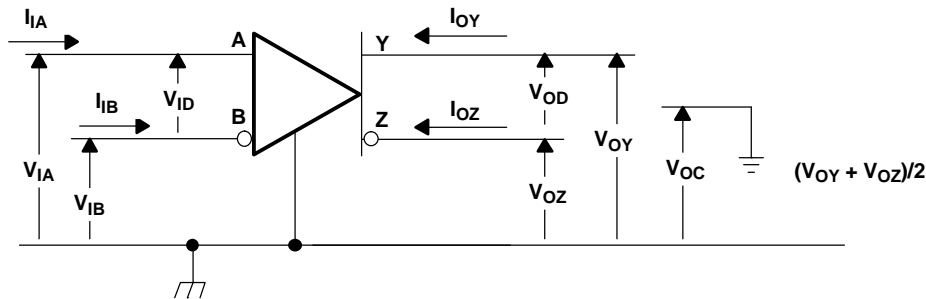 I_IA
I_OY
A
Y
I_IB
V_ID
I_OZ
V_OD
B
Z
V_OY
V_IA
V_IB
V_OZ
V_OC
(V_OY + V_OZ)/2